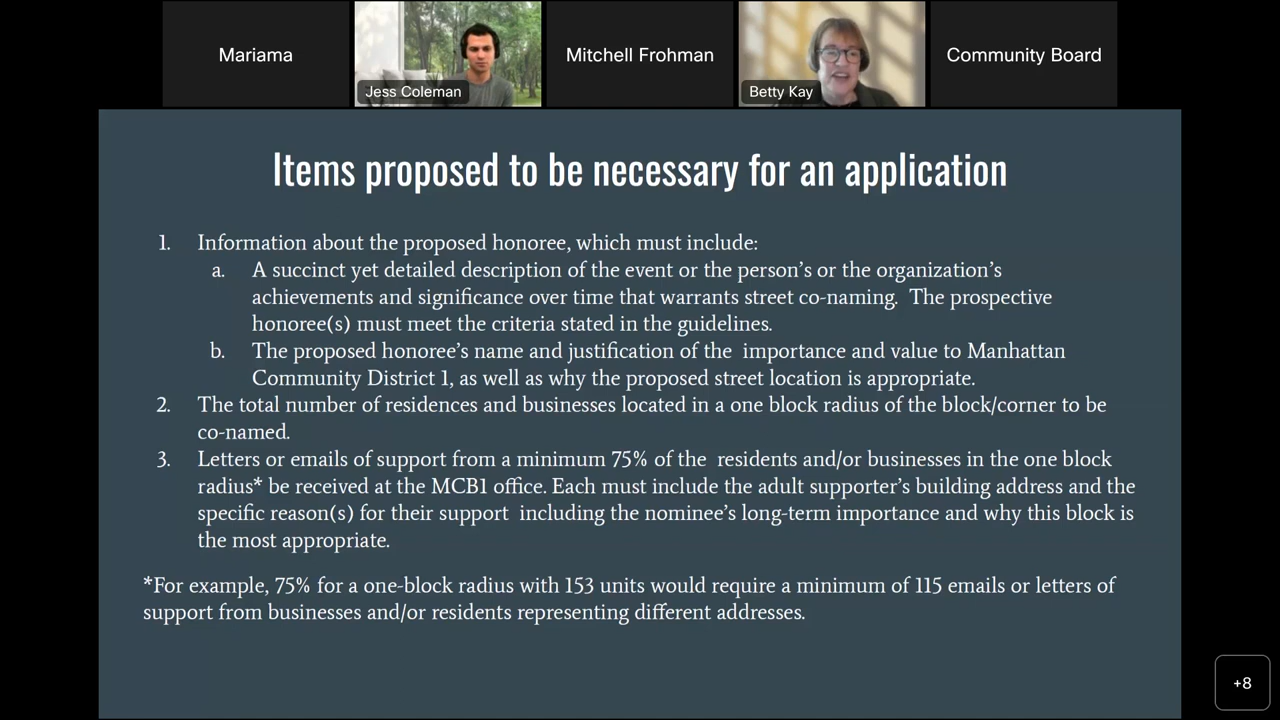 Mariama
Jess Coleman
Mitchell Frohman
Betty Kay
Community Board
Items proposed to be necessary for an application
1. Information about the proposed honoree, which must include:
a. A succinct yet detailed description of the event or the person's or the organization's
achievements and significance over time that warrants street co-naming. The prospective
honoree(s) must meet the criteria stated in the guidelines.
b. The proposed honoree's name and justification of the importance and value to Manhattan
Community District 1, as well as why the proposed street location is appropriate.
2. The total number of residences and businesses located in a one block radius of the block/corner to be
co-named.
3. Letters or emails of support from a minimum 75% of the residents and/or businesses in the one block
radius* be received at the MCB1 office. Each must include the adult supporter's building address and the
specific reason(s) for their support including the nominee's long-term importance and why this block is
the most appropriate.
*For example, 75% for a one-block radius with 153 units would require a minimum of 115 emails or letters of
support from businesses and/or residents representing different addresses.
+8